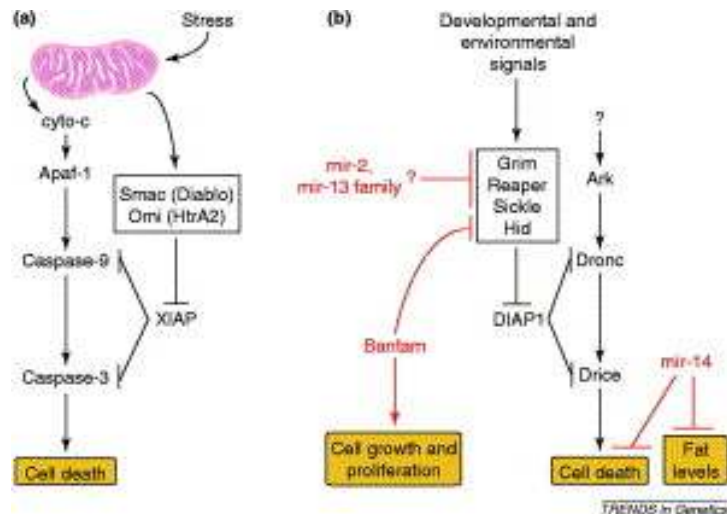 (a)
Stress
cyto-c
Apaf-1
Smac (Diablo)
Omi (HtrA2)
Caspase-9
XIAP
Caspase-3
Cell death
(b)
Developmental and
environmental
signals
?
mir-2,
mir-13 family
?
Grim
Reaper
Sickle
Hid
Ark
Dronc
DIAP1
Bantam
Drice
mir-14
Cell growth and
proliferation
Cell death
Fat
levels
TRENDS in Genetics